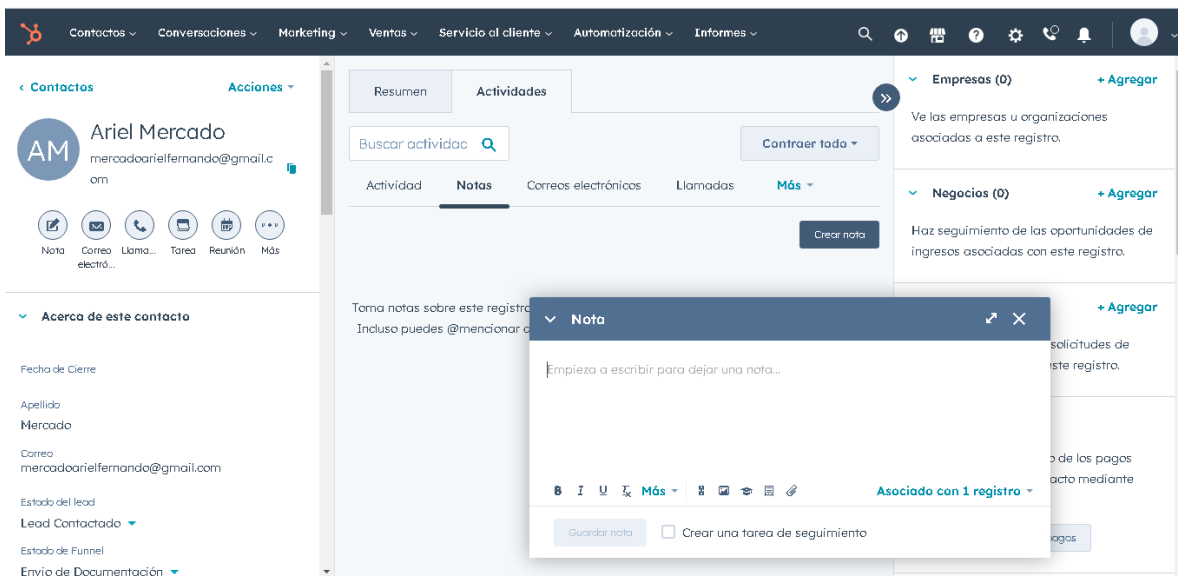 Contactos
Conversaciones
Marketing
Ventas
Servicio al cliente
Automatización
Informes
Contactos
Acciones
AM
Ariel Mercado
mercadoarielfernando@gmail.c
om
Nota
Correo
electró...
Llama...
Tarea
Reunión
Más
Acerca de este contacto
Fecha de Cierre
Apellido
Mercado
Correo
mercadoarielfernando@gmail.com
Estado del lead
Lead Contactado
Estado de Funnel
Envío de Documentación
Resumen
Actividades
Buscar actividac
Contraer todo
Actividad
Notas
Correos electrónicos
Llamadas
Más
Crear nota
Toma notas sobre este registro
Incluso puedes @mencionar a
Nota
Empieza a escribir para dejar una nota...
B I U Tx Más
Asociado con 1 registro
Guardar nota
Crear una tarea de seguimiento
Empresas (0)
+ Agregar
Ve las empresas u organizaciones
asociadas a este registro.
Negocios (0)
+ Agregar
Haz seguimiento de las oportunidades de
ingresos asociadas con este registro.
+ Agregar
solicitudes de
este registro.
o de los pagos
acto mediante
pagos